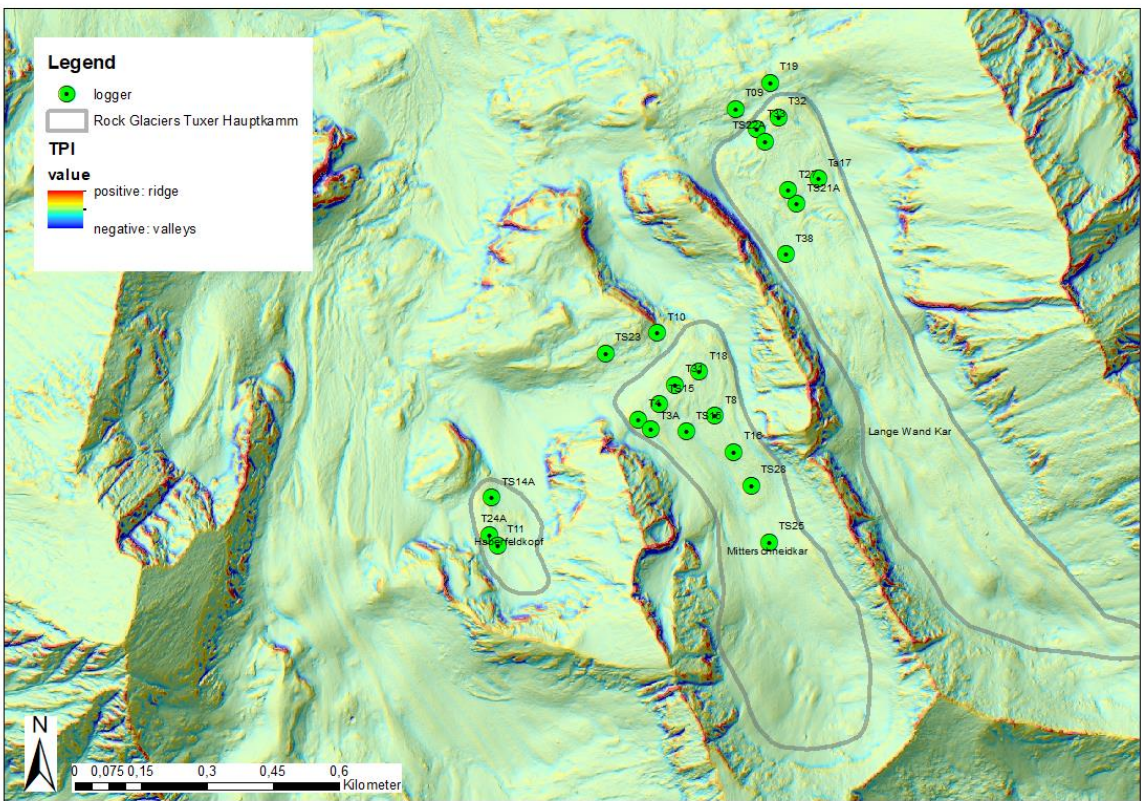 Legend
logger
Rock Glaciers Tuxer Hauptkamm
TPI
value
positive: ridge
negative: valleys
T19
T09
T32
TS22A
Ta17
TS21A
T38
T10
TS23
T18
TS15
T8
T3A
T16
Lange Wand Kar
TS28
TS14A
TS25
T24A
T11
Haberfeldkopf
Mitterschneidkar
N
0 0,075 0,15 0,3 0,45 0,6
Kilometer